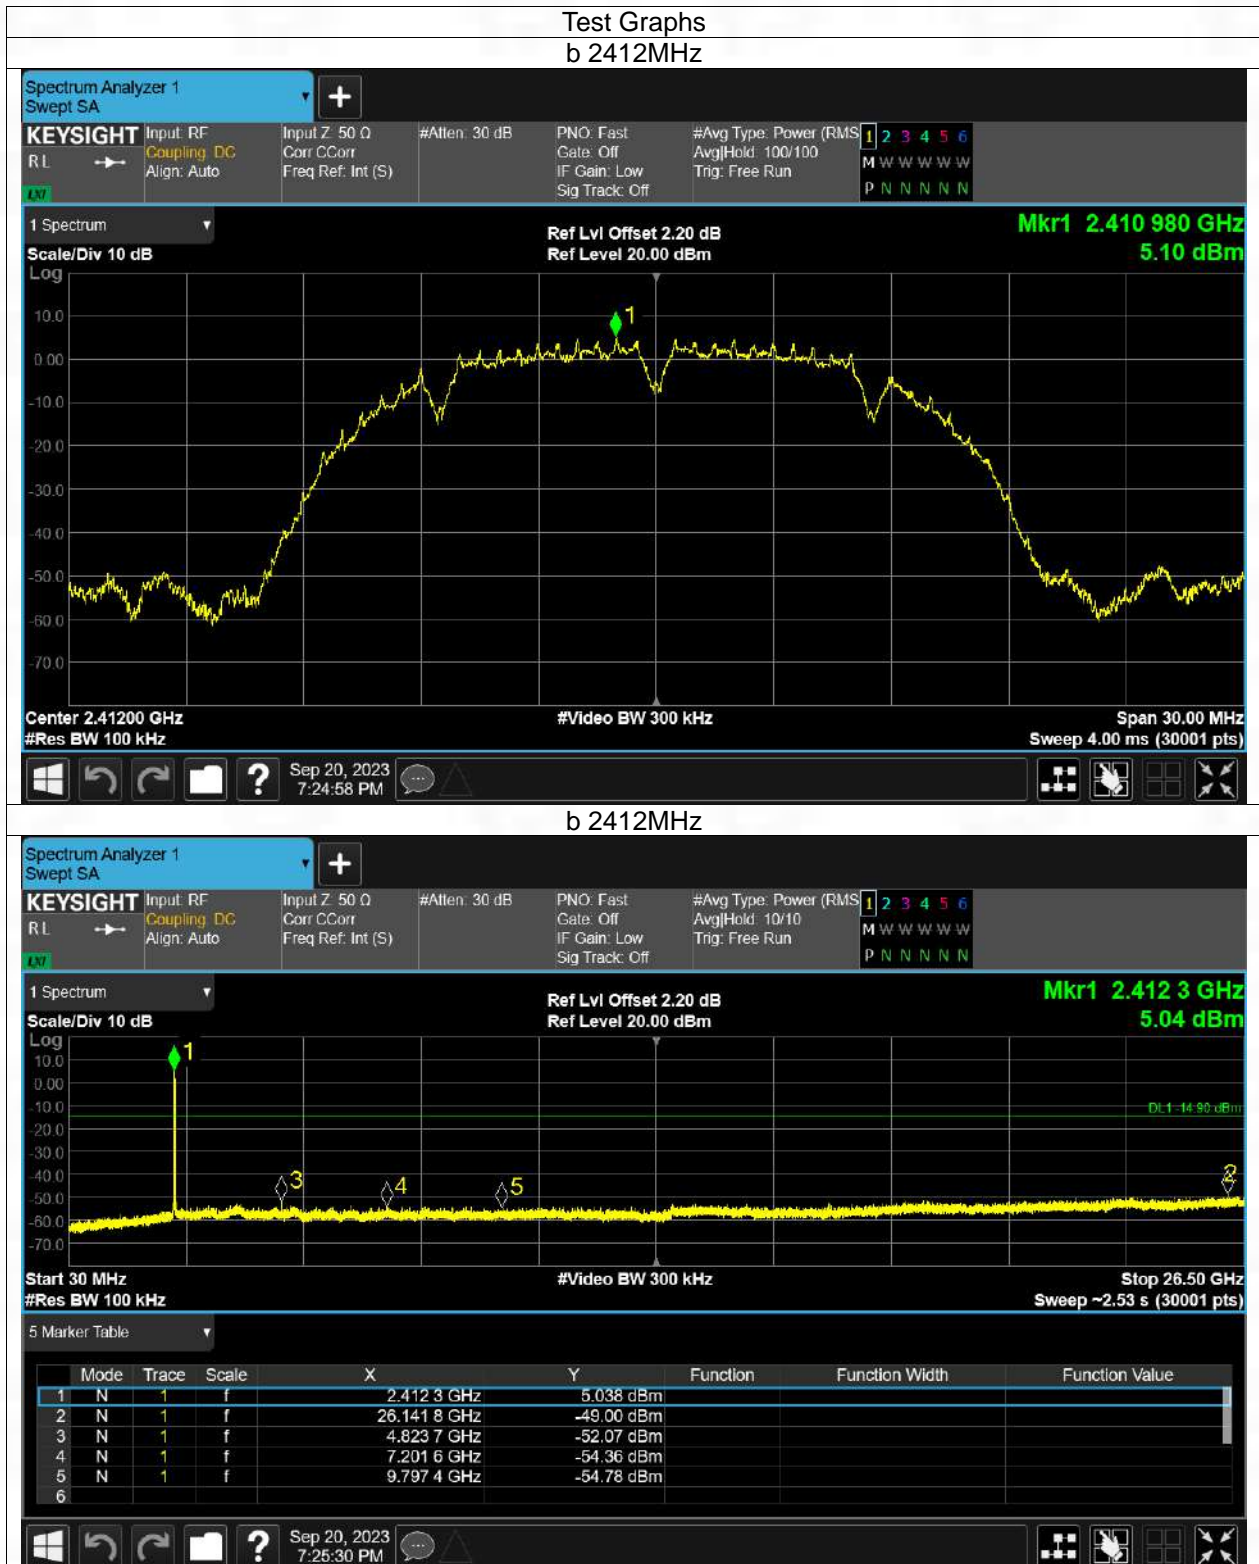 Test Graphs
b 2412MHz
Spectrum Analyzer 1
Swept SA
+
KEYSIGHT Input: RF Input Z: 50 Ω #Atten: 30 dB PNO: Fast #Avg Type: Power (RMS 1 2 3 4 5 6
R L Coupling: DC Corr CCorr Gate: Off Avg|Hold: 100/100 M W W W W W
Align: Auto Freq Ref: Int (S) IF Gain: Low Trig: Free Run
LXI Sig Track: Off P N N N N N
1 Spectrum Ref Lvl Offset 2.20 dB Mkr1 2.410 980 GHz
Scale/Div 10 dB Ref Level 20.00 dBm 5.10 dBm
Log
1
10.0
0.00
-10.0
-20.0
-30.0
-40.0
-50.0
-60.0
-70.0
Center 2.41200 GHz #Video BW 300 kHz Span 30.00 MHz
#Res BW 100 kHz Sweep 4.00 ms (30001 pts)
? Sep 20, 2023
7:24:58 PM
b 2412MHz
Spectrum Analyzer 1
Swept SA
+
KEYSIGHT Input: RF Input Z: 50 Ω #Atten: 30 dB PNO: Fast #Avg Type: Power (RMS 1 2 3 4 5 6
R L Coupling: DC Corr CCorr Gate: Off Avg|Hold: 10/10 M W W W W W
Align: Auto Freq Ref: Int (S) IF Gain: Low Trig: Free Run
LXI Sig Track: Off P N N N N N
1 Spectrum Ref Lvl Offset 2.20 dB Mkr1 2.412 3 GHz
Scale/Div 10 dB Ref Level 20.00 dBm 5.04 dBm
Log
1
10.0
0.00
-10.0 DL1 -14.90 dBm
-20.0
-30.0
-40.0 3 4 5 2
-50.0
-60.0
-70.0
Start 30 MHz #Video BW 300 kHz Stop 26.50 GHz
#Res BW 100 kHz Sweep ~2.53 s (30001 pts)
5 Marker Table
Mode Trace Scale X Y Function Function Width Function Value
1 N 1 f 2.412 3 GHz 5.038 dBm
2 N 1 f 26.141 8 GHz -49.00 dBm
3 N 1 f 4.823 7 GHz -52.07 dBm
4 N 1 f 7.201 6 GHz -54.36 dBm
5 N 1 f 9.797 4 GHz -54.78 dBm
6
? Sep 20, 2023
7:25:30 PM